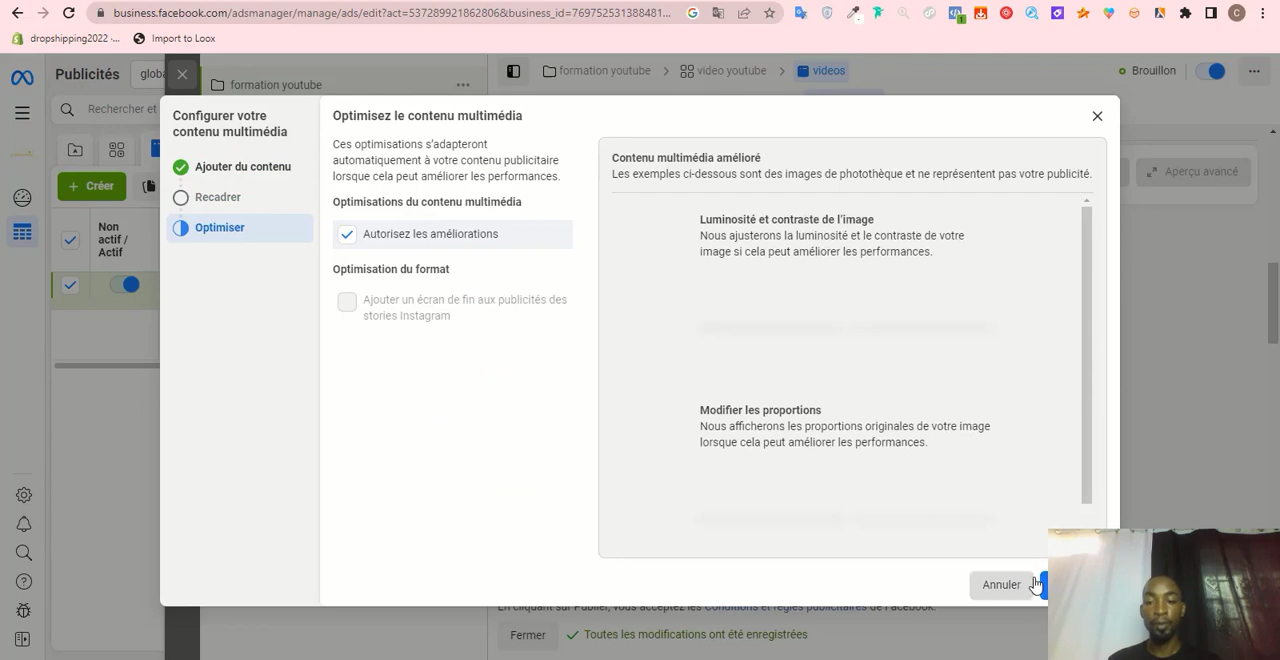 business.facebook.com/adsmanager/manage/ads/edit?act=537289921862806&business_id=769752531388481...
dropshipping2022 -...
Import to Loox
Publicités
formation youtube
formation youtube
video youtube
videos
Brouillon
Rechercher et
Créer
Aperçu avancé
Non
actif /
Actif
Configurer votre
contenu multimédia
Ajouter du contenu
Recadrer
Optimiser
Optimisez le contenu multimédia
Ces optimisations s'adapteront
automatiquement à votre contenu publicitaire
lorsque cela peut améliorer les performances.
Optimisations du contenu multimédia
Autorisez les améliorations
Optimisation du format
Ajouter un écran de fin aux publicités des
stories Instagram
Contenu multimédia amélioré
Les exemples ci-dessous sont des images de photothèque et ne représentent pas votre publicité.
Luminosité et contraste de l'image
Nous ajusterons la luminosité et le contraste de votre
image si cela peut améliorer les performances.
Modifier les proportions
Nous afficherons les proportions originales de votre image
lorsque cela peut améliorer les performances.
Annuler
En cliquant sur Publier, vous acceptez les Conditions et règles publicitaires de Facebook.
Fermer
Toutes les modifications ont été enregistrées